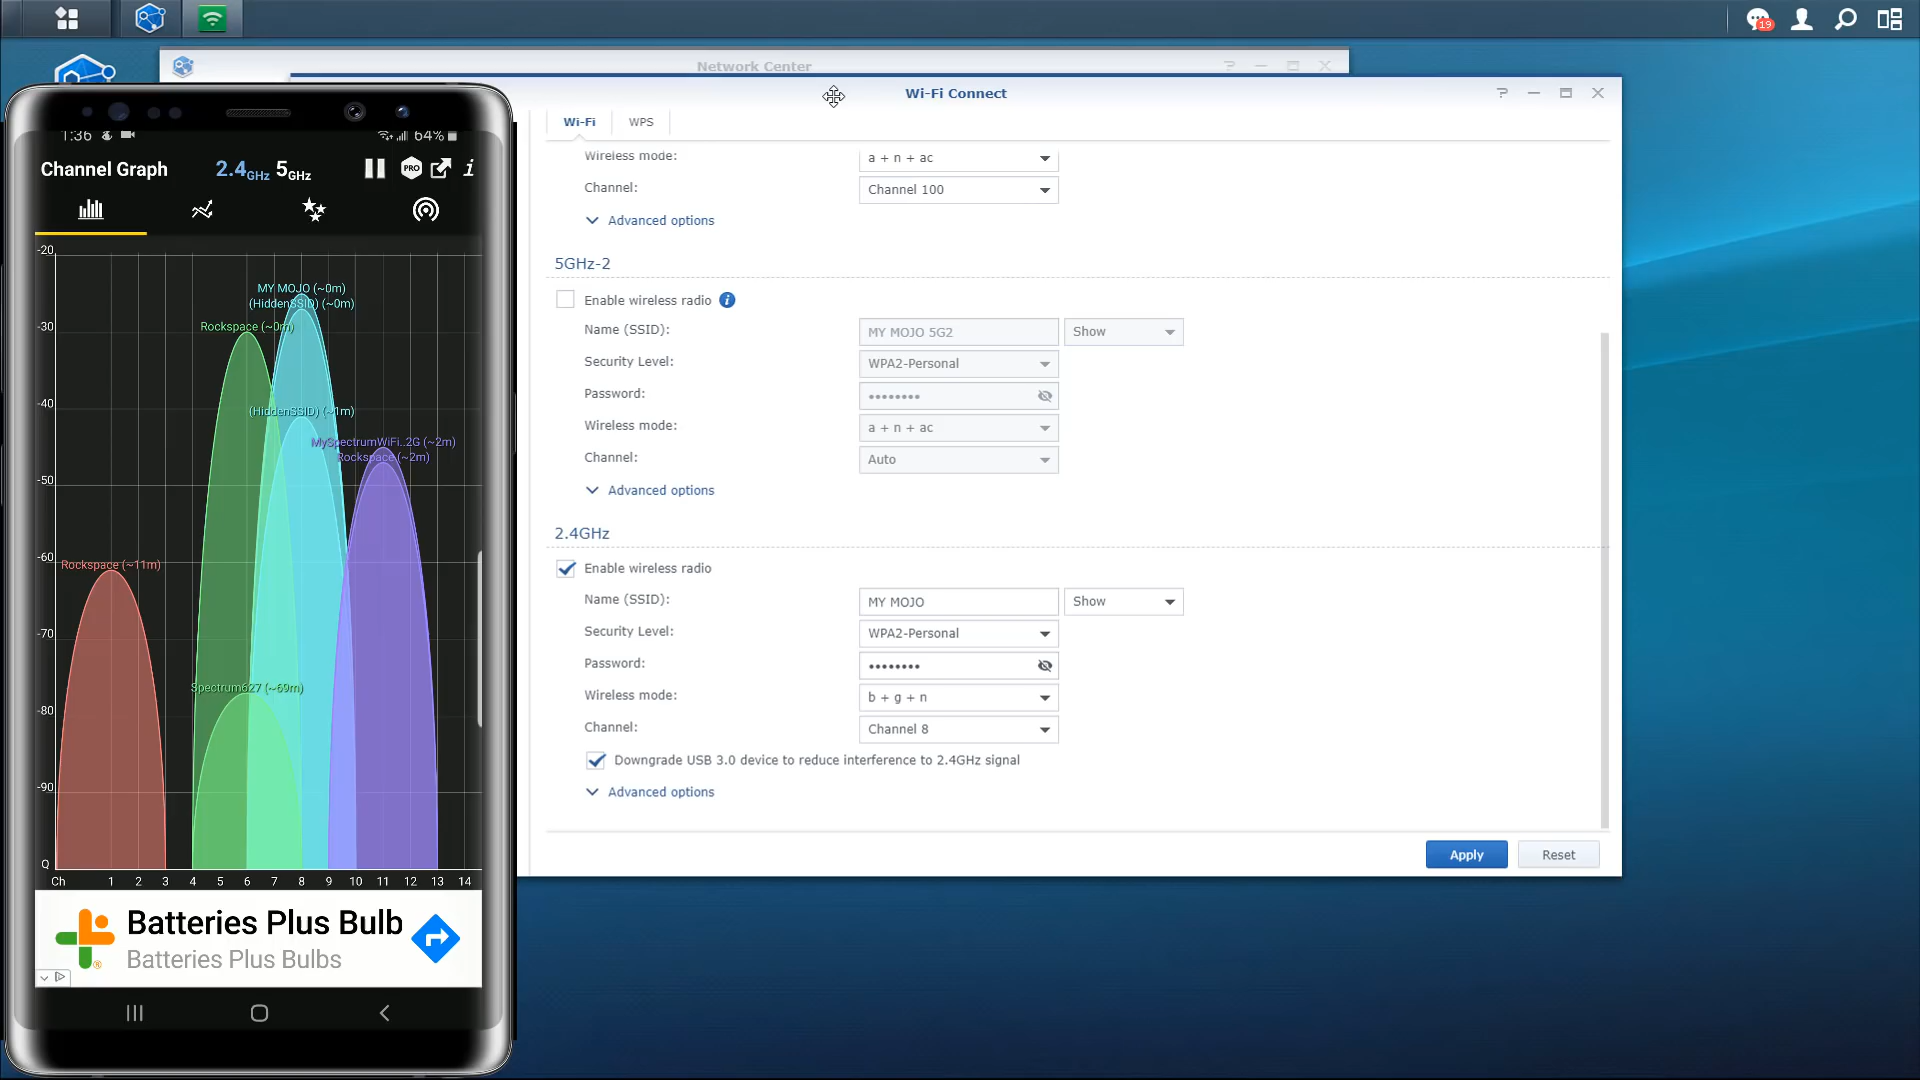 19
Network Center
Wi-Fi Connect
Wi-Fi
WPS
Wireless mode:
a + n + ac
Channel:
Channel 100
Advanced options
5GHz-2
Enable wireless radio
Name (SSID):
MY MOJO 5G2
Show
Security Level:
WPA2-Personal
Password:
••••••••
Wireless mode:
a + n + ac
Channel:
Auto
Advanced options
2.4GHz
Enable wireless radio
Name (SSID):
MY MOJO
Show
Security Level:
WPA2-Personal
Password:
••••••••
Wireless mode:
b + g + n
Channel:
Channel 8
Downgrade USB 3.0 device to reduce interference to 2.4GHz signal
Advanced options
Apply
Reset
1:36
64%
Channel Graph
2.4GHz 5GHz
PRO
i
-20
MY MOJO (~0m)
(HiddenSSID) (~0m)
-30
Rockspace (~0m)
-40
(HiddenSSID) (~1m)
MySpectrumWiFi..2G (~2m)
Rockspace (~2m)
-50
-60
Rockspace (~11m)
-70
Spectrum627 (~69m)
-80
-90
Q
Ch 1 2 3 4 5 6 7 8 9 10 11 12 13 14
Batteries Plus Bulb
Batteries Plus Bulbs